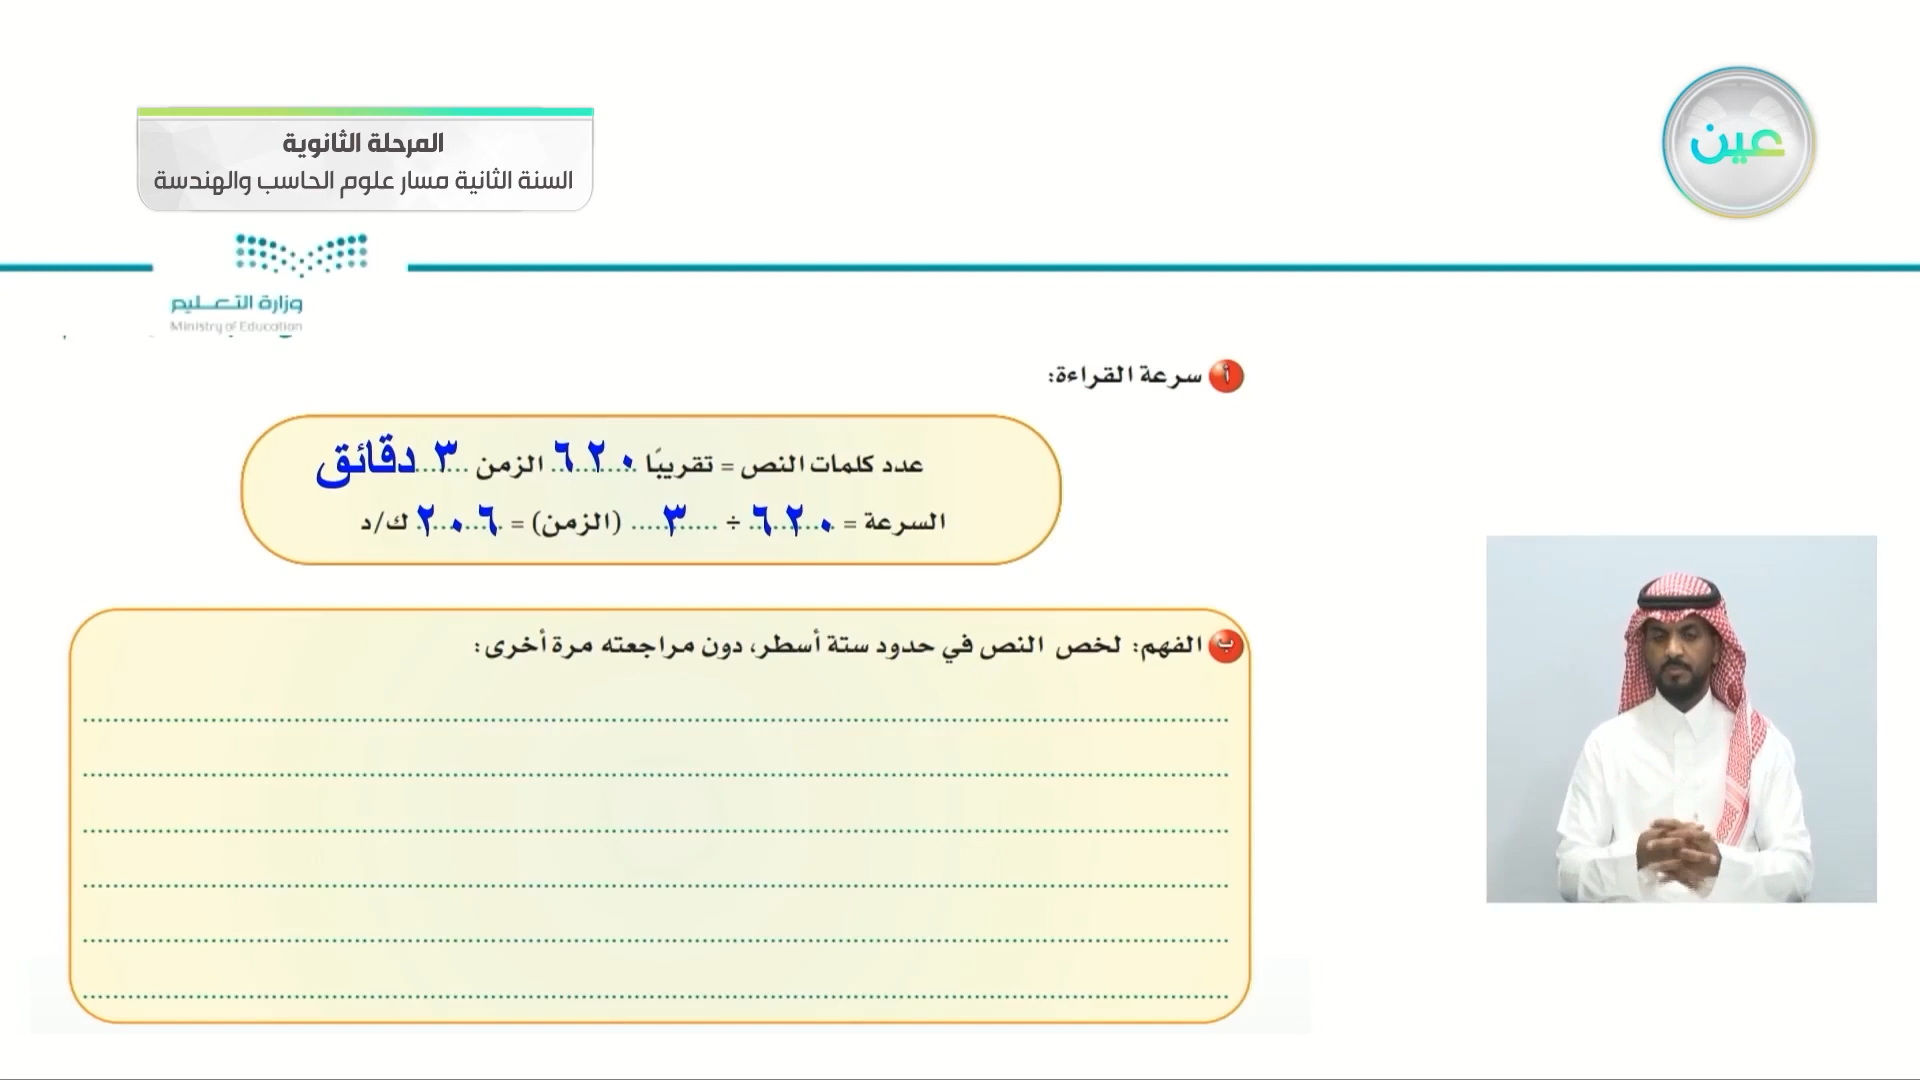 المرحلة الثانوية
السنة الثانية مسار علوم الحاسب والهندسة
عين
وزارة التعليم
Ministry of Education
أ سرعة القراءة:
عدد كلمات النص = تقريبًا ٦٢٠ الزمن ٣ دقائق
السرعة = ٦٢٠ ÷ ٣ (الزمن) = ٢٠٦ ك/د
ب الفهم: لخص النص في حدود ستة أسطر، دون مراجعته مرة أخرى: